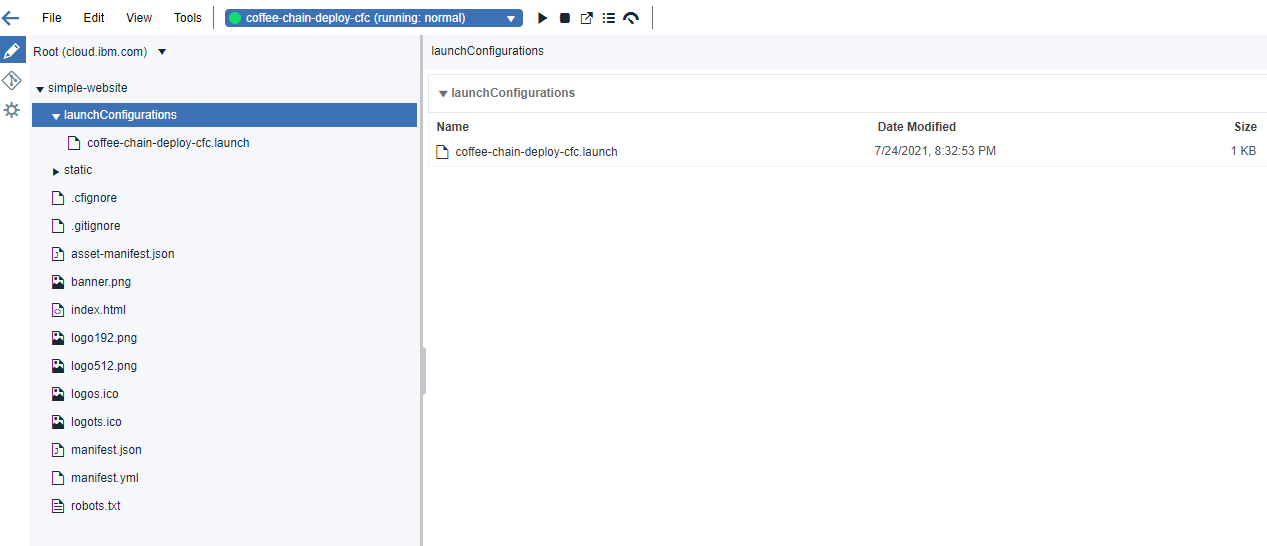 File Edit View Tools coffee-chain-deploy-cfc (running: normal)
Root (cloud.ibm.com)
simple-website
launchConfigurations
coffee-chain-deploy-cfc.launch
static
.cfignore
.gitignore
asset-manifest.json
banner.png
index.html
logo192.png
logo512.png
logos.ico
logots.ico
manifest.json
manifest.yml
robots.txt
launchConfigurations
launchConfigurations
Name Date Modified Size
coffee-chain-deploy-cfc.launch 7/24/2021, 8:32:53 PM 1 KB